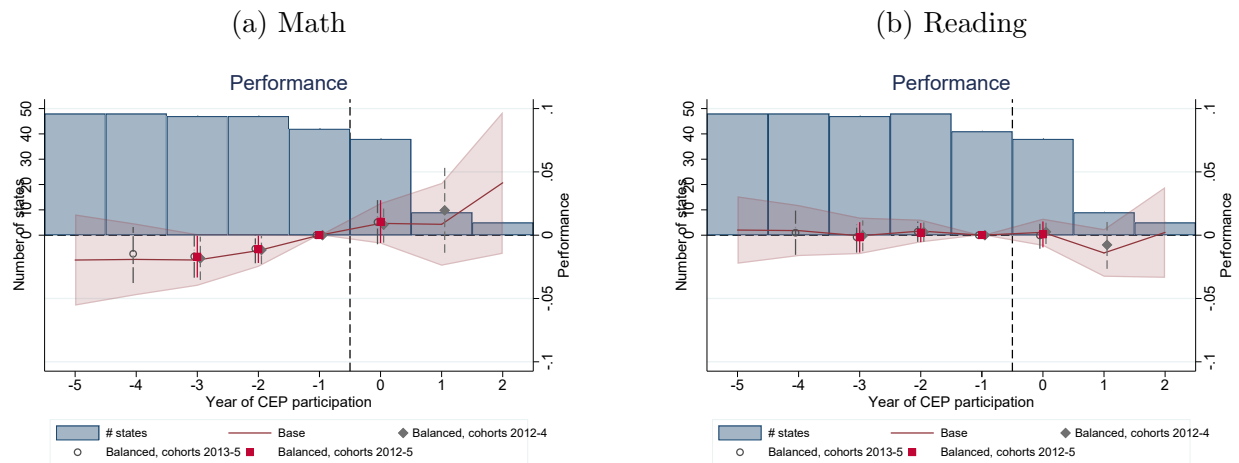 (a) Math
Performance
Number of states
0 10 20 30 40 50
-.1 -.05 0 .05 .1
Performance
-5 -4 -3 -2 -1 0 1 2
Year of CEP participation
# states Base Balanced, cohorts 2012-4
Balanced, cohorts 2013-5 Balanced, cohorts 2012-5
(b) Reading
Performance
Number of states
0 10 20 30 40 50
-.1 -.05 0 .05 .1
Performance
-5 -4 -3 -2 -1 0 1 2
Year of CEP participation
# states Base Balanced, cohorts 2012-4
Balanced, cohorts 2013-5 Balanced, cohorts 2012-5